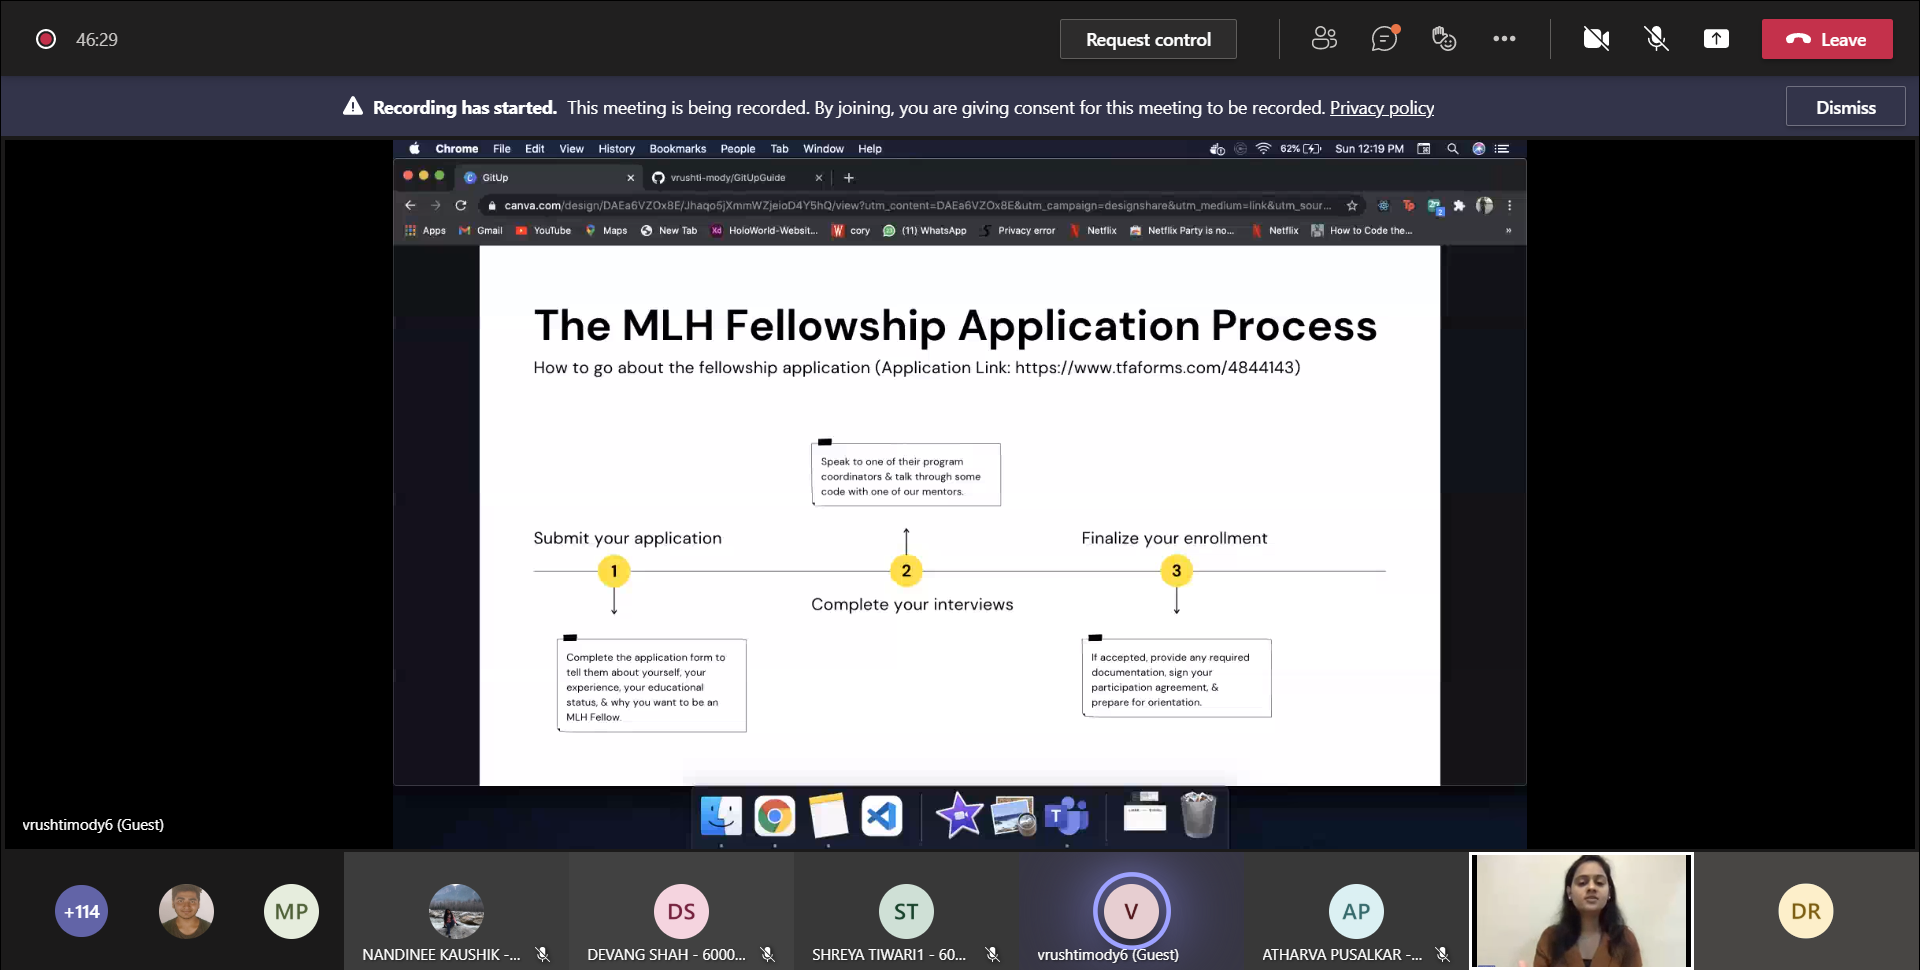 46:29
Request control
Leave
Recording has started. This meeting is being recorded. By joining, you are giving consent for this meeting to be recorded. Privacy policy
Dismiss
Chrome File Edit View History Bookmarks People Tab Window Help
62% Sun 12:19 PM
GitUp
vrushti-mody/GitUpGuide
canva.com/design/DAEa6VZOx8E/Jhaqo5jXmmWZjeioD4Y5hQ/view?utm_content=DAEa6VZOx8E&utm_campaign=designshare&utm_medium=link&utm_sour...
Apps Gmail YouTube Maps New Tab HoloWorld-Websit... cory (11) WhatsApp Privacy error Netflix Netflix Party is no... Netflix How to Code the... »
The MLH Fellowship Application Process
How to go about the fellowship application (Application Link: https://www.tfaforms.com/4844143)
Speak to one of their program
coordinators & talk through some
code with one of our mentors.
Submit your application
Finalize your enrollment
1
2
3
Complete your interviews
Complete the application form to
tell them about yourself, your
experience, your educational
status, & why you want to be an
MLH Fellow.
If accepted, provide any required
documentation, sign your
participation agreement, &
prepare for orientation.
vrushtimody6 (Guest)
+114
MP
DS
ST
V
AP
DR
NANDINEE KAUSHIK -...
DEVANG SHAH - 6000...
SHREYA TIWARI1 - 60...
vrushtimody6 (Guest)
ATHARVA PUSALKAR -...